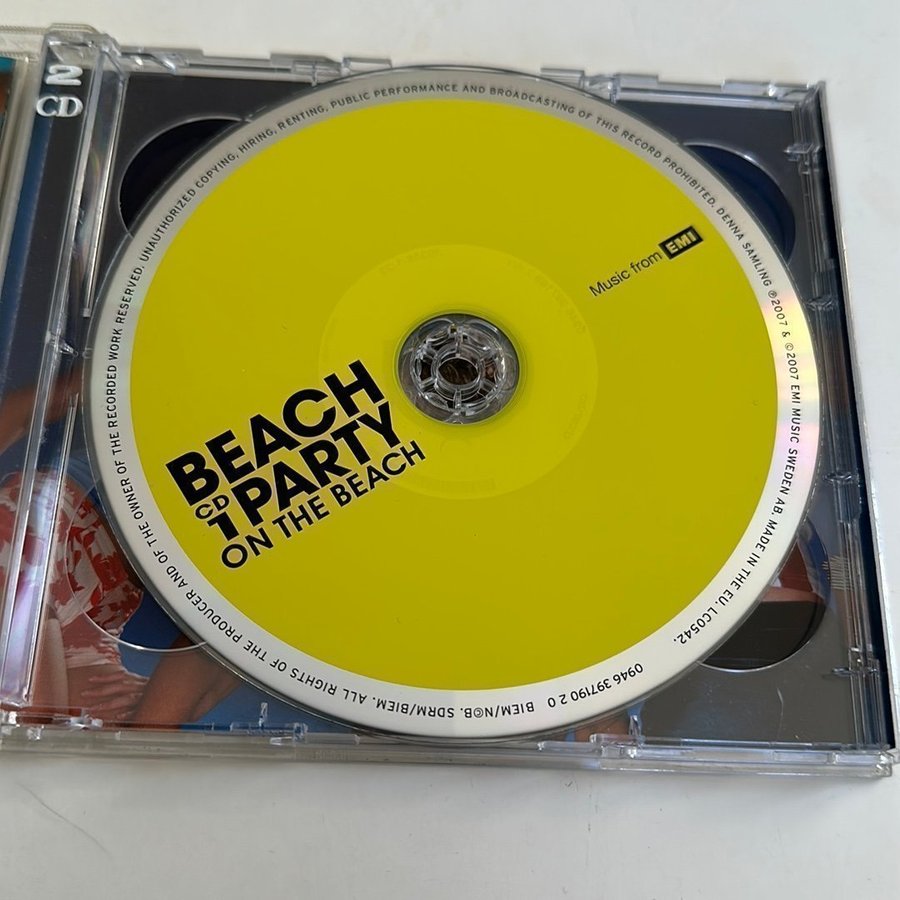 2
CD
UNAUTHORIZED COPYING, HIRING, RENTING, PUBLIC PERFORMANCE AND BROADCASTING OF THIS RECORD PROHIBITED. DENNA SAMLING ℗2007 & ©2007 EMI MUSIC SWEDEN AB. MADE IN THE EU. LC0542.
Music from EMI
BEACH
CD
1 PARTY
ON THE BEACH
0946 397190 2 0 BIEM/N©B. SDRM/BIEM. ALL RIGHTS OF THE PRODUCER AND OF THE OWNER OF THE RECORDED WORK RESERVED.